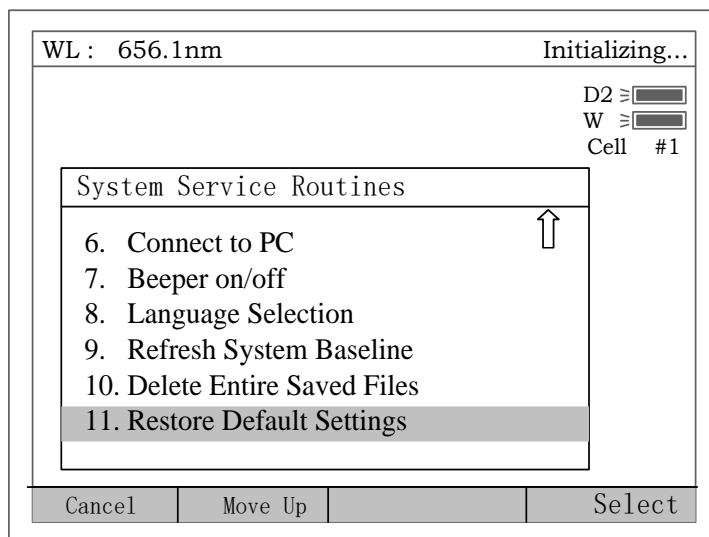 WL :   656.1nm   Initializing...
D2
W
Cell   #1
System Service Routines
6.   Connect to PC
7.   Beeper on/off
8.   Language Selection
9.   Refresh System Baseline
10. Delete Entire Saved Files
11. Restore Default Settings
Cancel   Move Up   Select